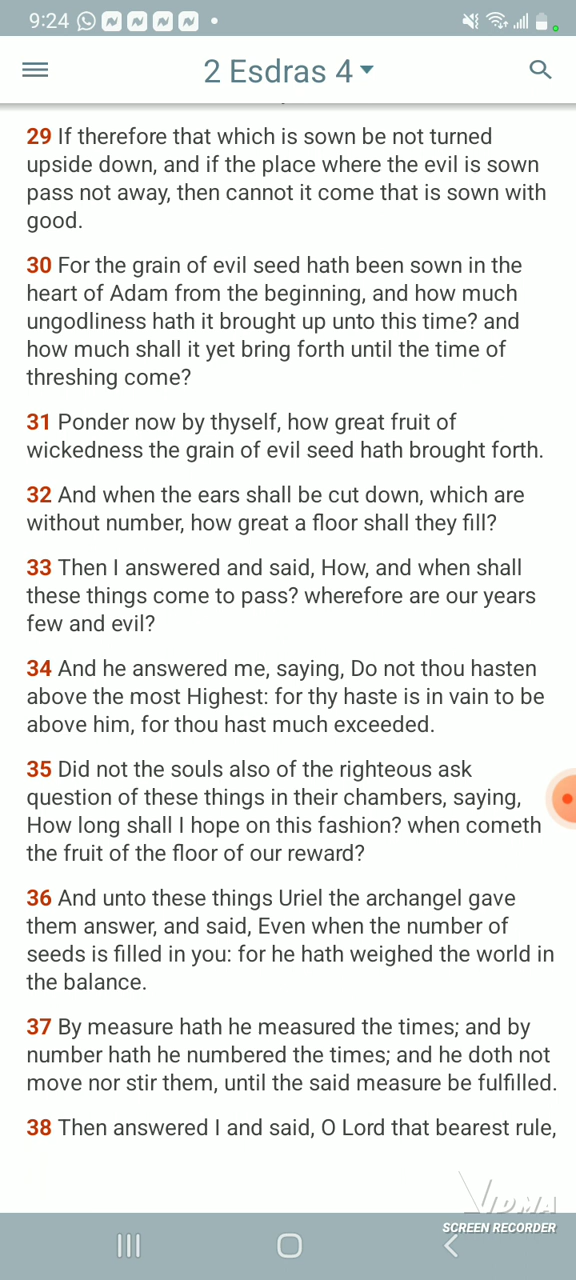 9:24
2 Esdras 4
29 If therefore that which is sown be not turned
upside down, and if the place where the evil is sown
pass not away, then cannot it come that is sown with
good.
30 For the grain of evil seed hath been sown in the
heart of Adam from the beginning, and how much
ungodliness hath it brought up unto this time? and
how much shall it yet bring forth until the time of
threshing come?
31 Ponder now by thyself, how great fruit of
wickedness the grain of evil seed hath brought forth.
32 And when the ears shall be cut down, which are
without number, how great a floor shall they fill?
33 Then I answered and said, How, and when shall
these things come to pass? wherefore are our years
few and evil?
34 And he answered me, saying, Do not thou hasten
above the most Highest: for thy haste is in vain to be
above him, for thou hast much exceeded.
35 Did not the souls also of the righteous ask
question of these things in their chambers, saying,
How long shall I hope on this fashion? when cometh
the fruit of the floor of our reward?
36 And unto these things Uriel the archangel gave
them answer, and said, Even when the number of
seeds is filled in you: for he hath weighed the world in
the balance.
37 By measure hath he measured the times; and by
number hath he numbered the times; and he doth not
move nor stir them, until the said measure be fulfilled.
38 Then answered I and said, O Lord that bearest rule,
VIDMA
SCREEN RECORDER